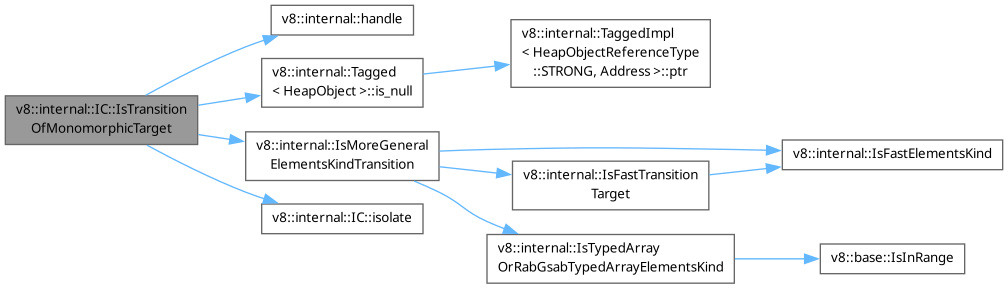 v8::internal::IC::IsTransition
OfMonomorphicTarget
v8::internal::handle
v8::internal::Tagged
< HeapObject >::is_null
v8::internal::TaggedImpl
< HeapObjectReferenceType
::STRONG, Address >::ptr
v8::internal::IsMoreGeneral
ElementsKindTransition
v8::internal::IsFastElementsKind
v8::internal::IsFastTransition
Target
v8::internal::IsTypedArray
OrRabGsabTypedArrayElementsKind
v8::base::IsInRange
v8::internal::IC::isolate